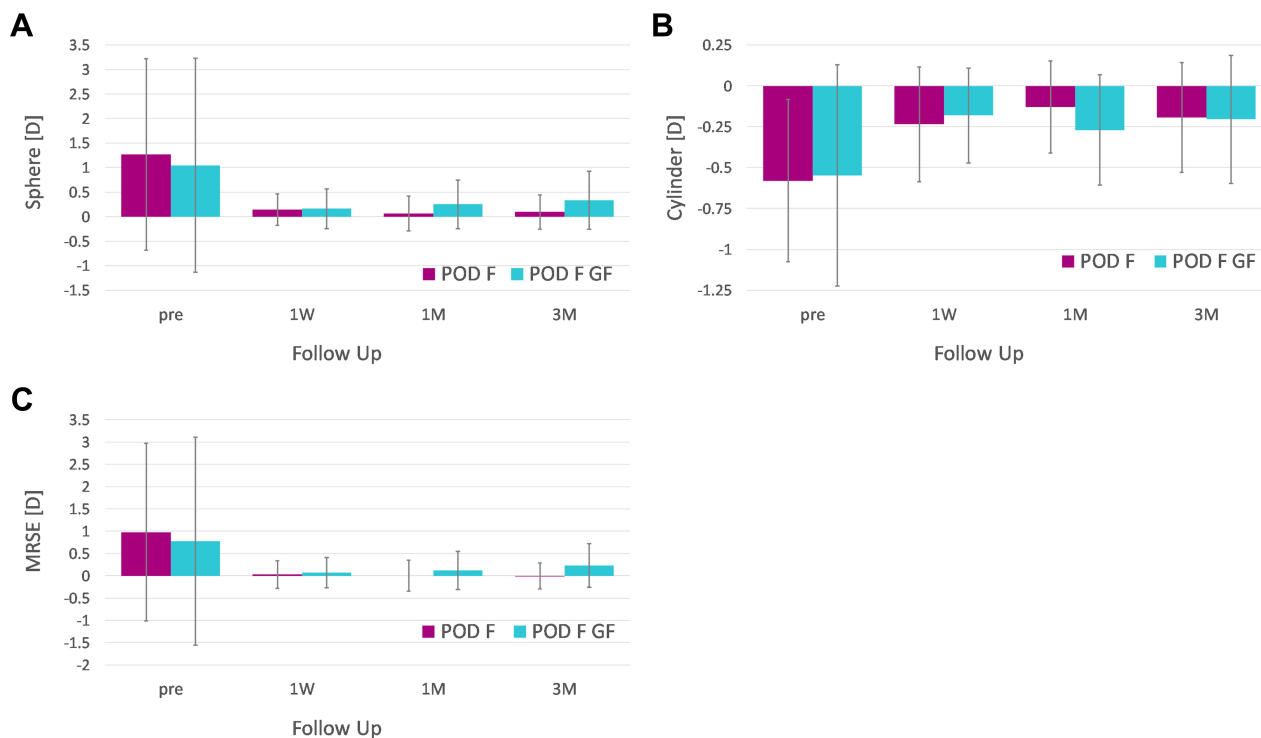 A
Sphere [D]
3.5
3
2.5
2
1.5
1
0.5
0
-0.5
-1
-1.5
POD F POD F GF
pre 1W 1M 3M
Follow Up
B
Cylinder [D]
0.25
0
-0.25
-0.5
-0.75
-1
-1.25
POD F POD F GF
pre 1W 1M 3M
Follow Up
C
MRSE [D]
3.5
3
2.5
2
1.5
1
0.5
0
-0.5
-1
-1.5
-2
POD F POD F GF
pre 1W 1M 3M
Follow Up